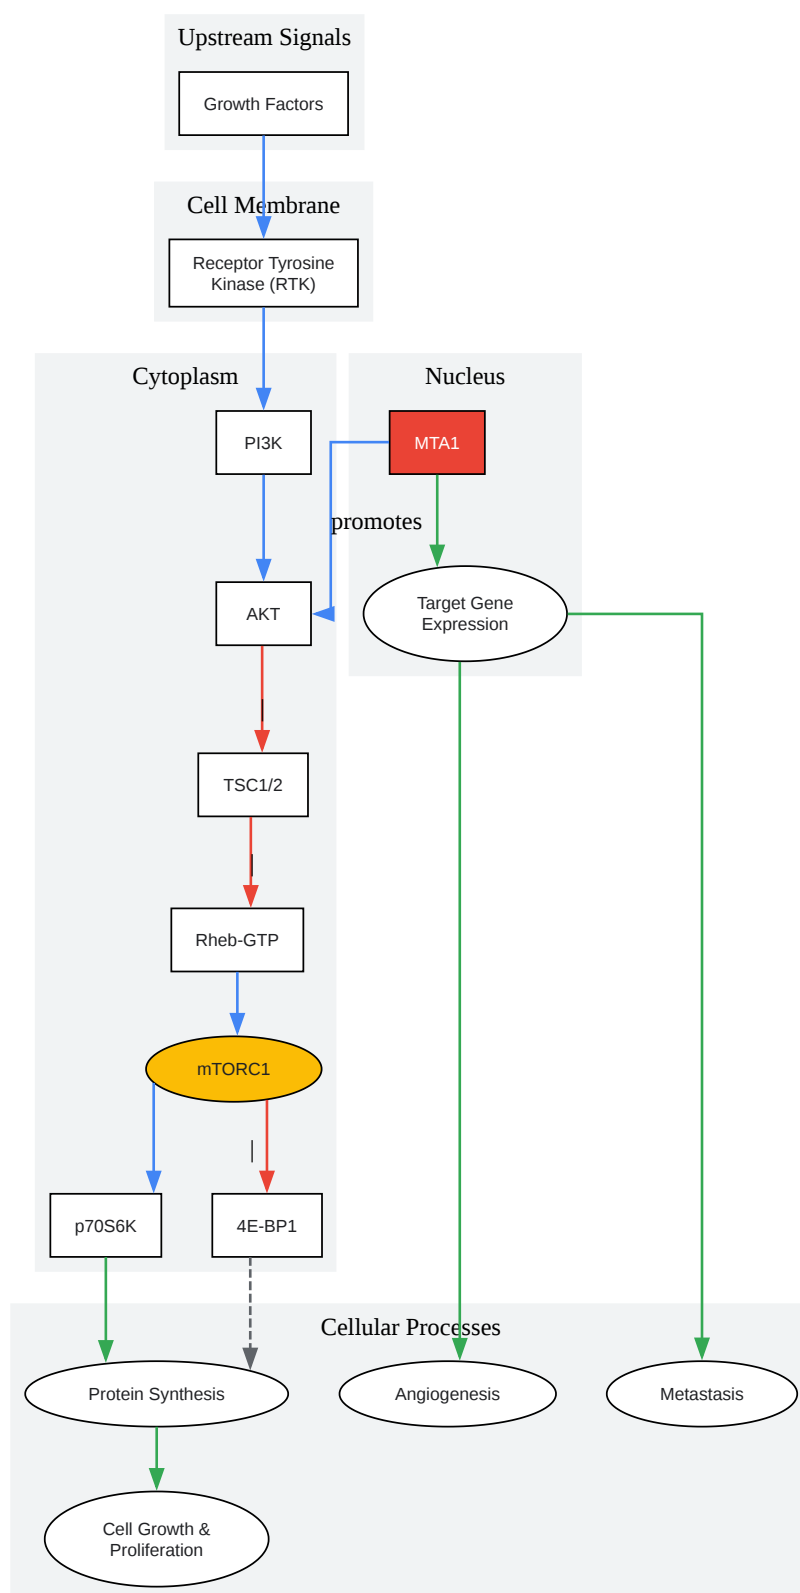 Upstream Signals
Growth Factors
Cell Membrane
Receptor Tyrosine
Kinase (RTK)
Cytoplasm
Nucleus
PI3K
MTA1
promotes
AKT
Target Gene
Expression
|
TSC1/2
|
Rheb-GTP
mTORC1
|
p70S6K
4E-BP1
Cellular Processes
Protein Synthesis
Angiogenesis
Metastasis
Cell Growth &
Proliferation